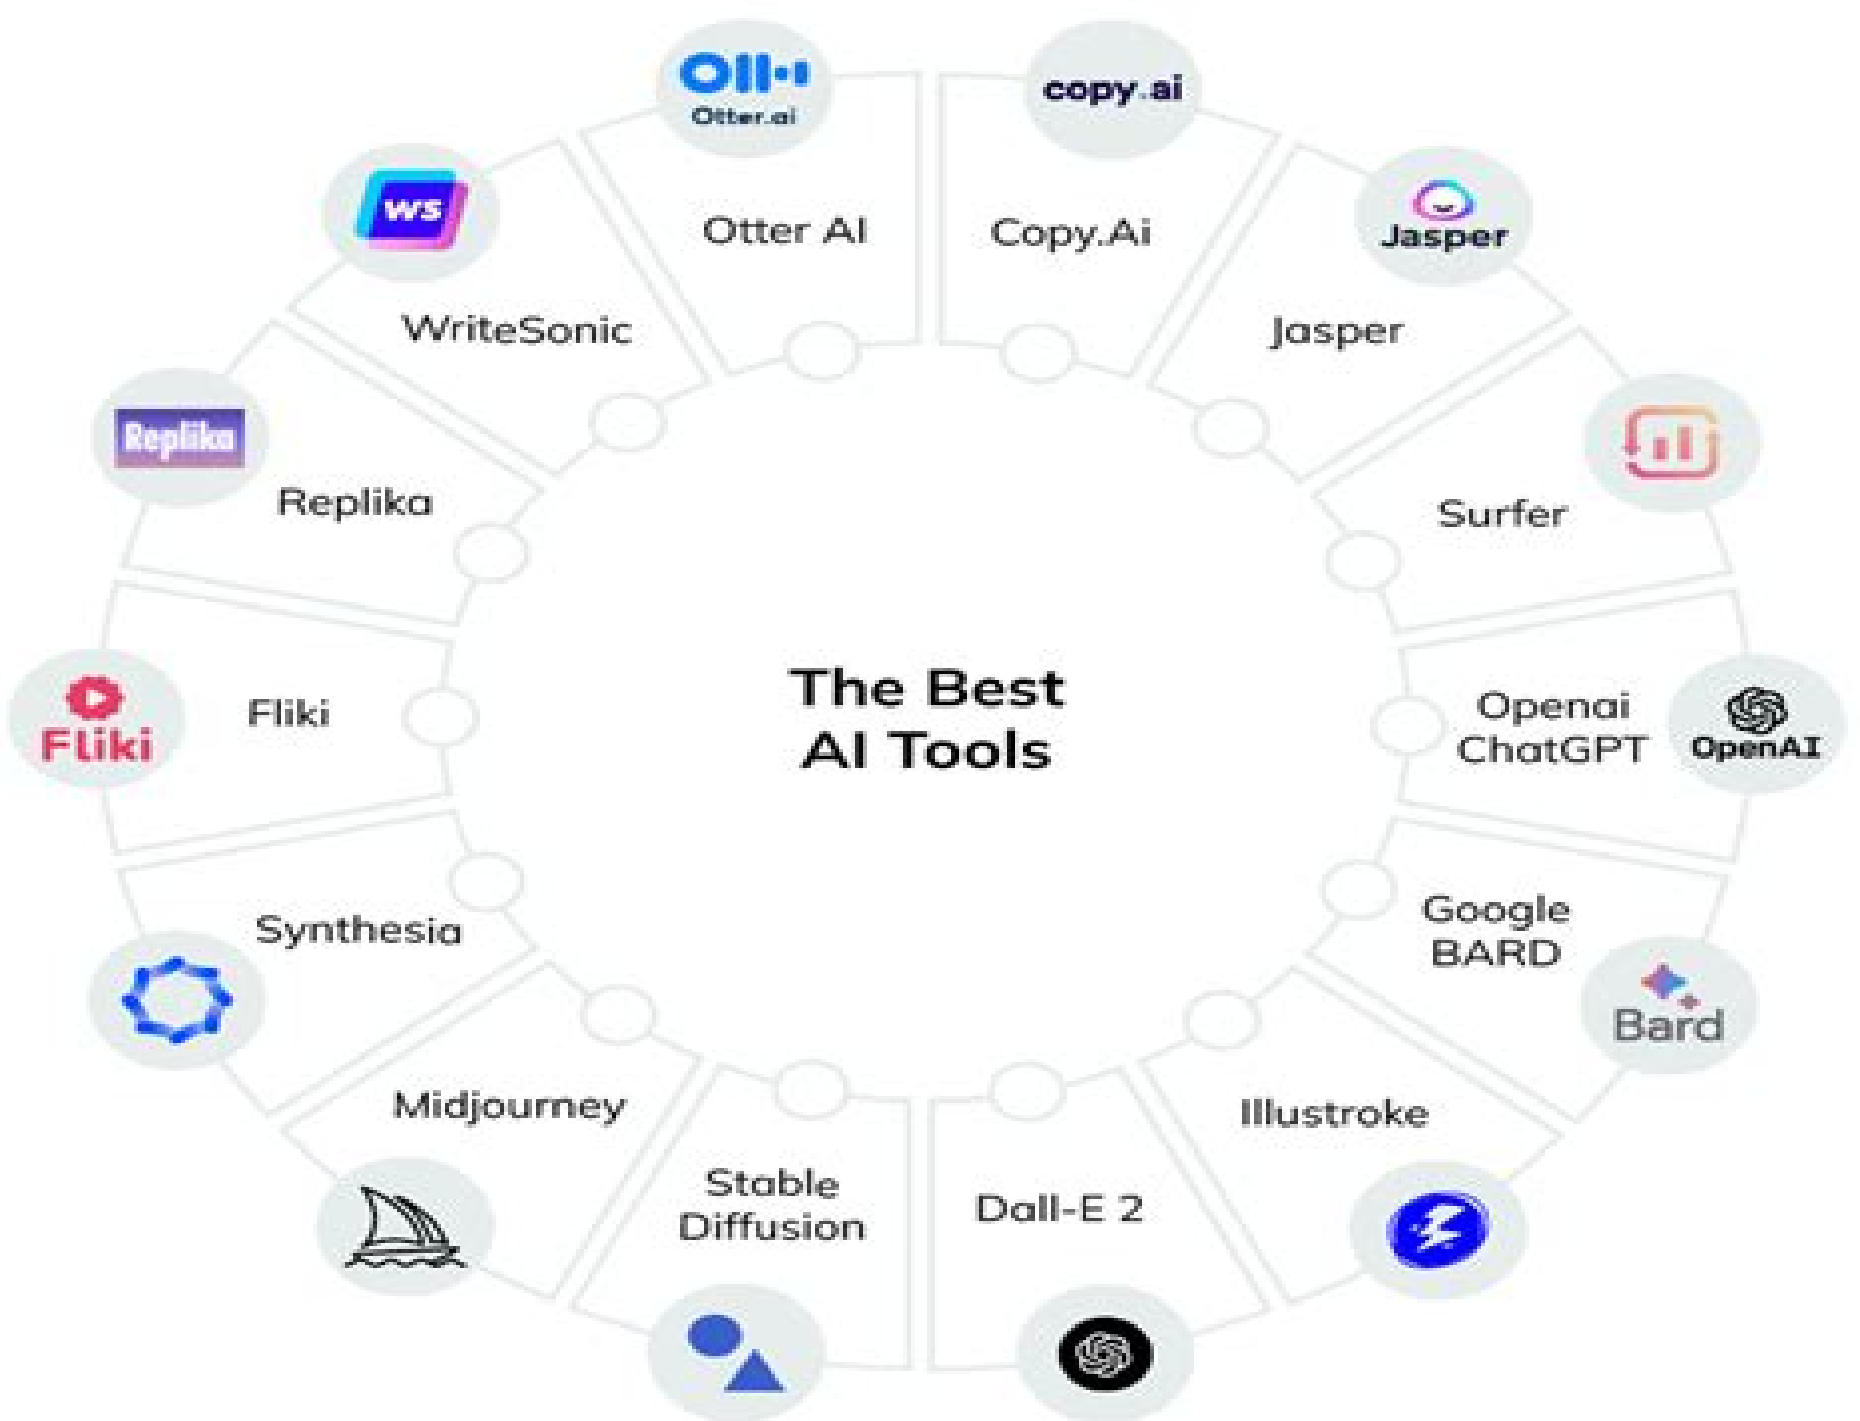 Otter.ai
Otter AI
copy.ai
Copy.Ai
Jasper
Jasper
Surfer
Openai
ChatGPT
OpenAI
Google
BARD
Bard
Illustroke
Dall-E 2
Stable
Diffusion
Midjourney
Synthesia
Fliki
Fliki
Replika
Replika
ws
WriteSonic
The Best
AI Tools